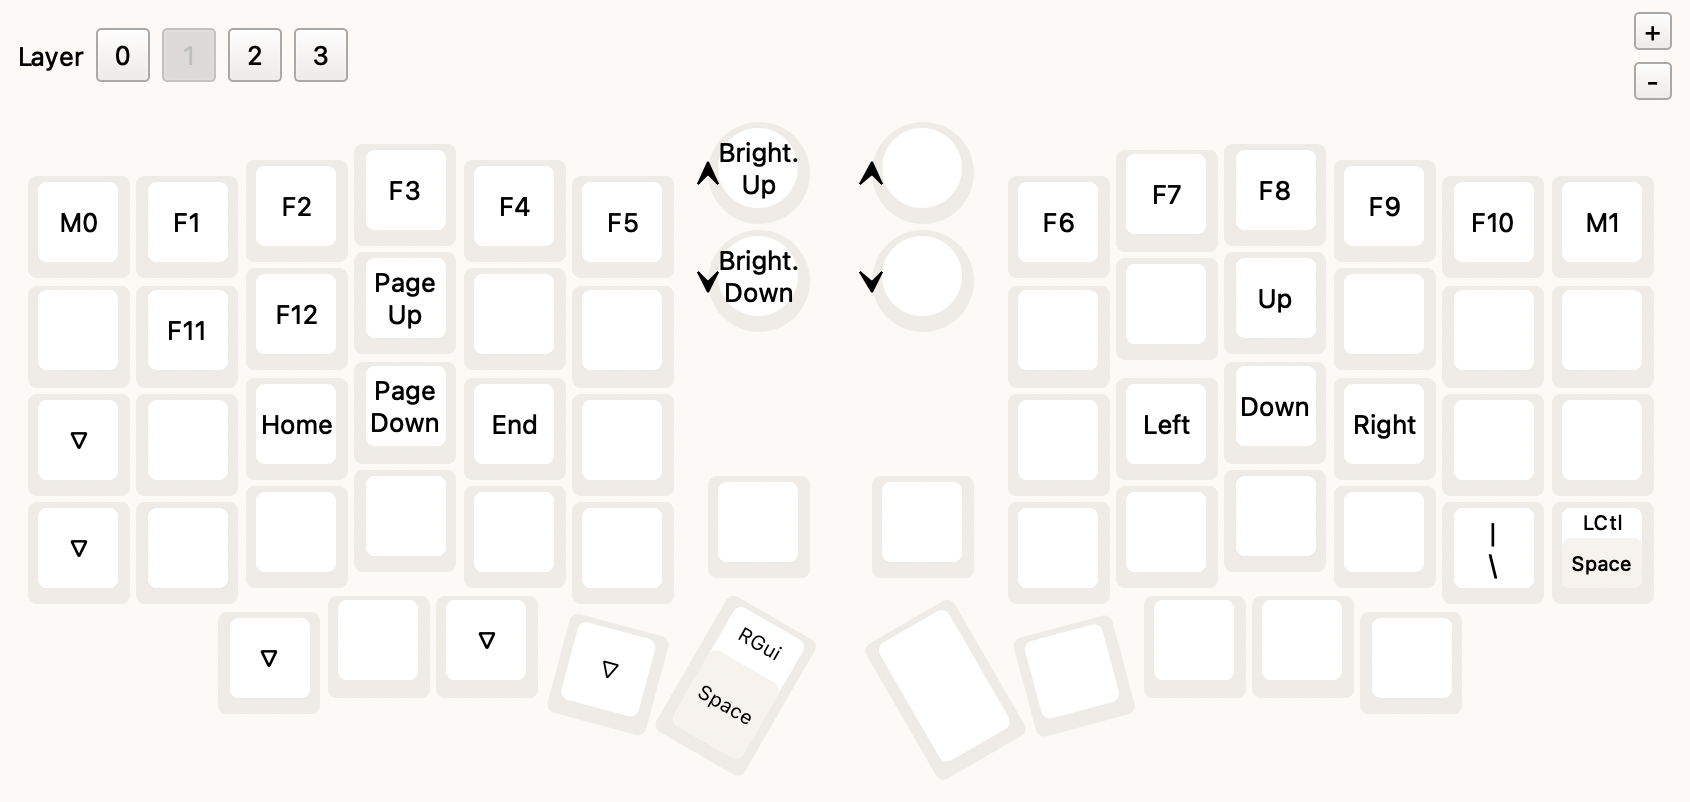 Layer 0 1 2 3
+
-
M0 F1 F2 F3 F4 F5
Bright.
Up
F6 F7 F8 F9 F10 M1
F11 F12
Page
Up
Bright.
Down
Up
Home
Page
Down
End
Left Down Right
▽
▽
|
\
LCtl
Space
▽ ▽ ▽
RGui
Space